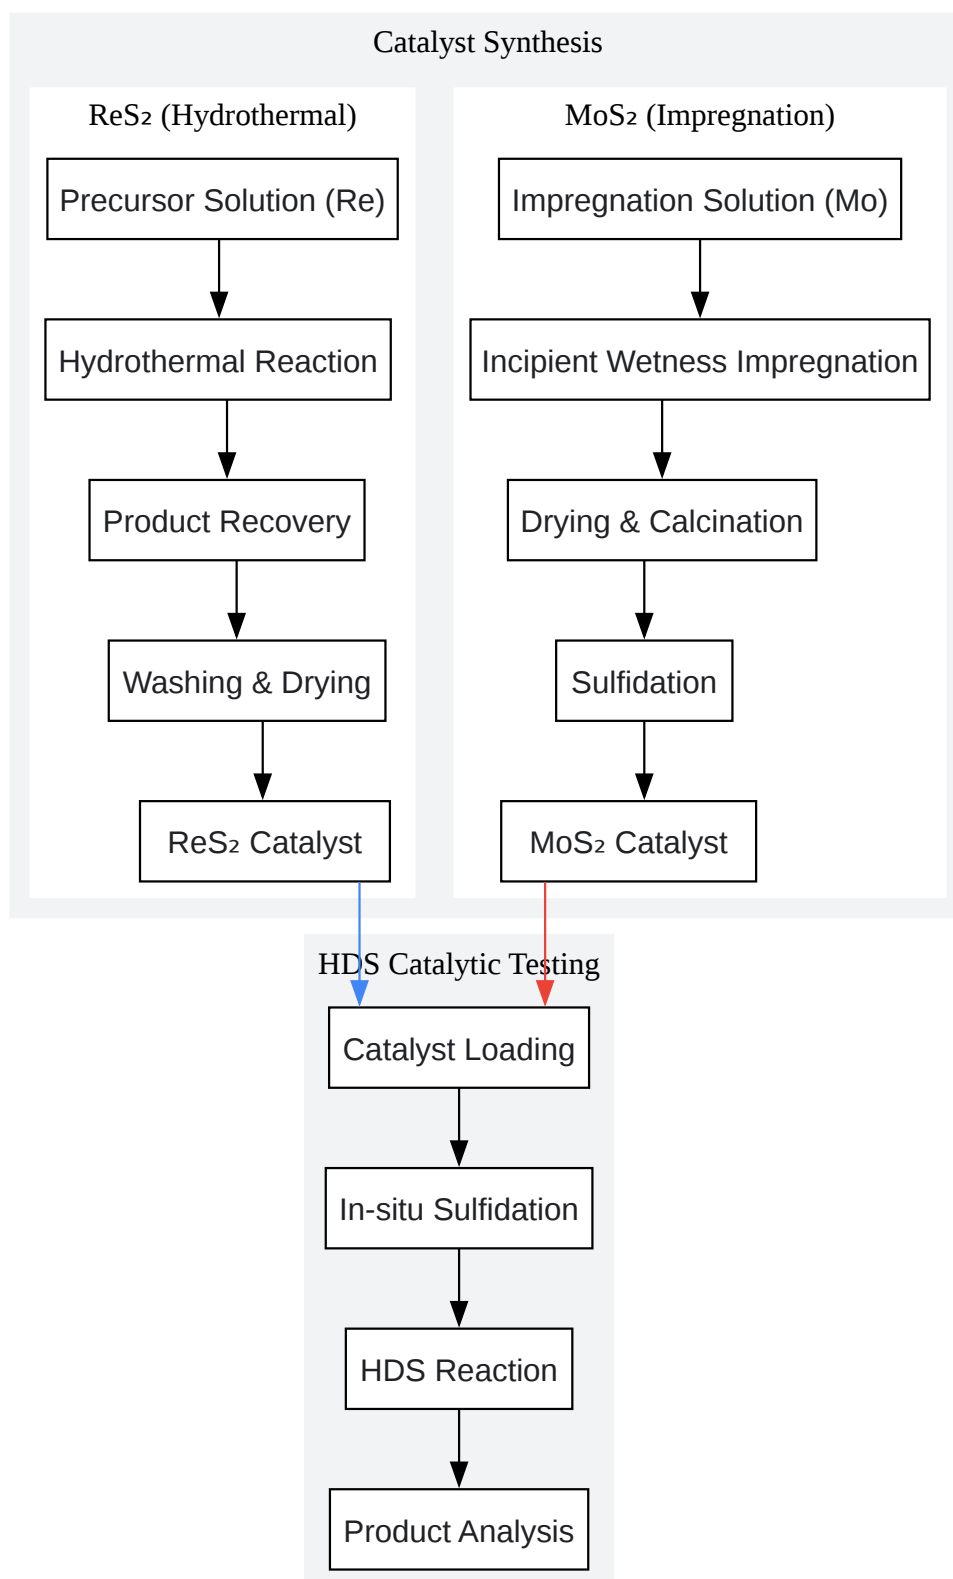 Catalyst Synthesis
ReS₂ (Hydrothermal)
Precursor Solution (Re)
Hydrothermal Reaction
Product Recovery
Washing & Drying
ReS₂ Catalyst
MoS₂ (Impregnation)
Impregnation Solution (Mo)
Incipient Wetness Impregnation
Drying & Calcination
Sulfidation
MoS₂ Catalyst
HDS Catalytic Testing
Catalyst Loading
In-situ Sulfidation
HDS Reaction
Product Analysis